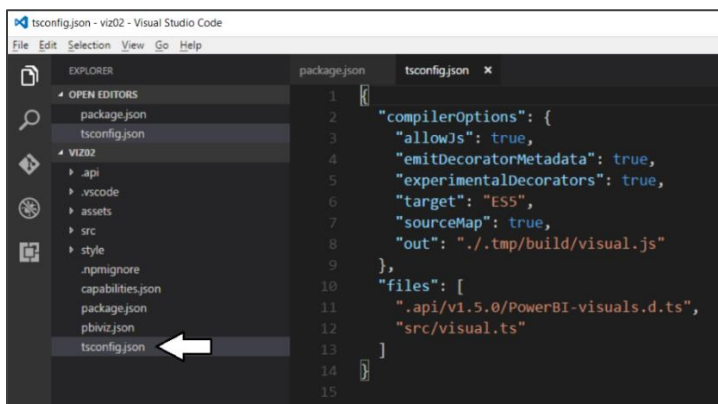 tsconfig.json - viz02 - Visual Studio Code
File Edit Selection View Go Help
EXPLORER
OPEN EDITORS
package.json
tsconfig.json
VIZ02
.api
.vscode
assets
src
style
.npmignore
capabilities.json
package.json
pbiviz.json
tsconfig.json
package.json tsconfig.json ×
1 {
2 "compilerOptions": {
3 "allowJs": true,
4 "emitDecoratorMetadata": true,
5 "experimentalDecorators": true,
6 "target": "ES5",
7 "sourceMap": true,
8 "out": "./.tmp/build/visual.js"
9 },
10 "files": [
11 ".api/v1.5.0/PowerBI-visuals.d.ts",
12 "src/visual.ts"
13 ]
14 }
15